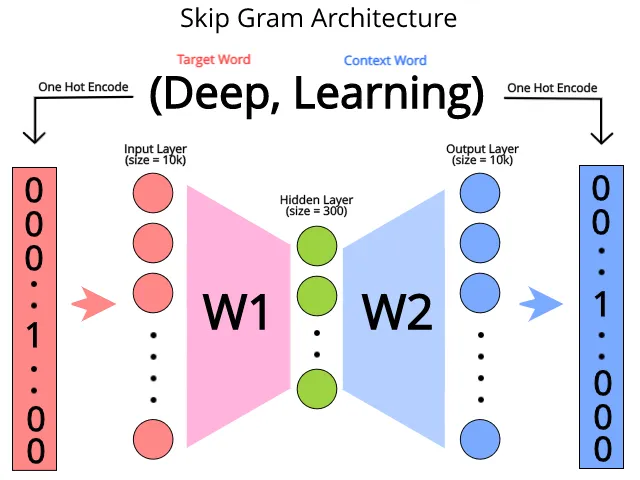 Skip Gram Architecture
Target Word
Context Word
One Hot Encode
(Deep, Learning)
One Hot Encode
Input Layer
(size = 10k)
Hidden Layer
(size = 300)
Output Layer
(size = 10k)
0
0
0
.
.
1
.
.
0
0
W1
W2
0
0
.
.
1
.
.
0
0
0